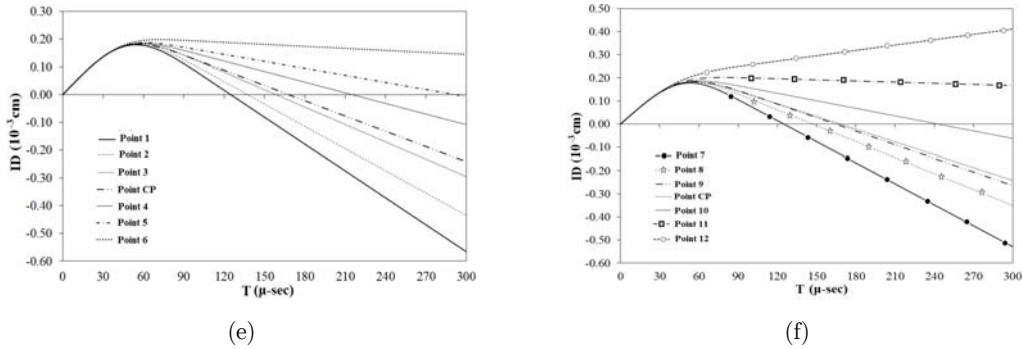 0.20
0.10
0.00
-0.10
-0.20
-0.30
-0.40
-0.50
-0.60
ID (10⁻³ cm)
Point 1
Point 2
Point 3
Point CP
Point 4
Point 5
Point 6
0 30 60 90 120 150 180 210 240 270 300
T (μ-sec)
(e)
0.50
0.40
0.30
0.20
0.10
0.00
-0.10
-0.20
-0.30
-0.40
-0.50
-0.60
ID (10⁻³ cm)
Point 7
Point 8
Point 9
Point CP
Point 10
Point 11
Point 12
0 30 60 90 120 150 180 210 240 270 300
T (μ-sec)
(f)